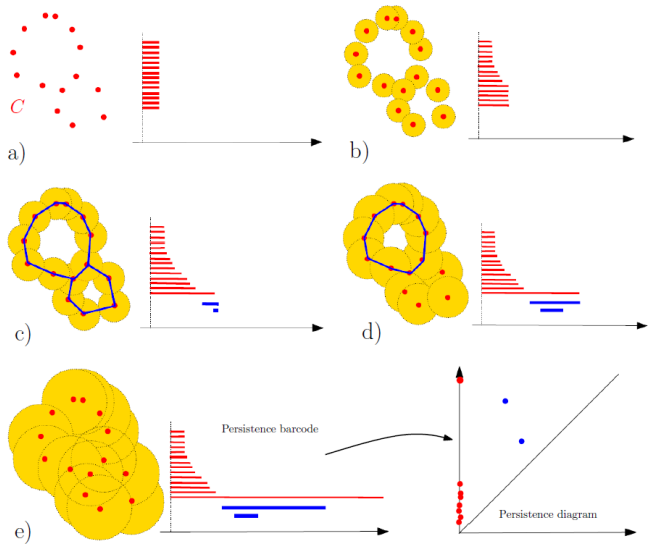 C
a)
b)
c)
d)
Persistence barcode
Persistence diagram
e)